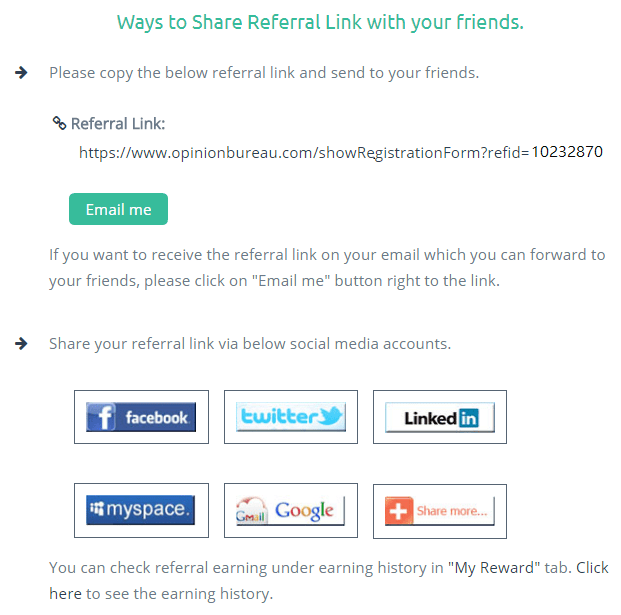 Ways to Share Referral Link with your friends.
Please copy the below referral link and send to your friends.
Referral Link:
https://www.opinionbureau.com/showRegistrationForm?refid=10232870
Email me
If you want to receive the referral link on your email which you can forward to
your friends, please click on "Email me" button right to the link.
Share your referral link via below social media accounts.
facebook
twitter
Linked in
myspace.
GMail Google
Share more...
You can check referral earning under earning history in "My Reward" tab. Click
here to see the earning history.